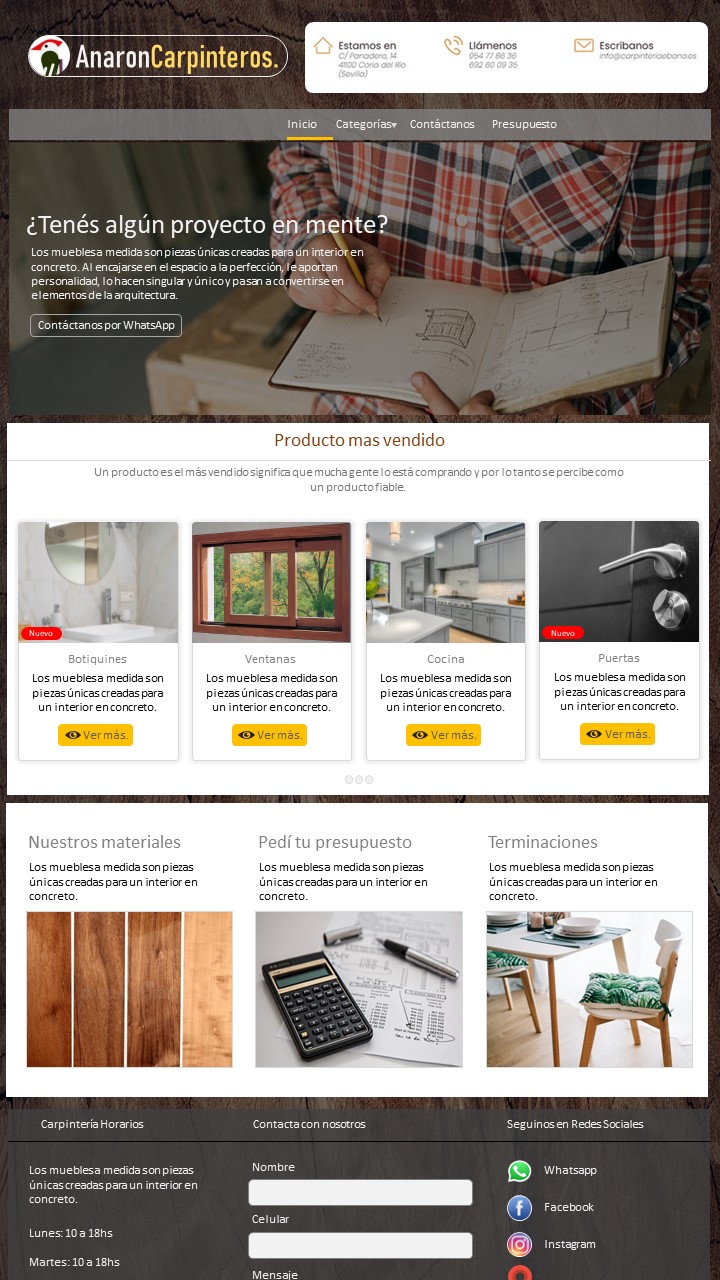 AnaronCarpinteros.
Estamos en
C/ Panadero, 14
41100 Coria del Río
(Sevilla)
Llámenos
954 77 86 36
692 60 09 35
Escríbanos
info@carpinteriaebano.es
Inicio Categorías▾ Contáctanos Presupuesto
¿Tenés algún proyecto en mente?
Los muebles a medida son piezas únicas creadas para un interior en
concreto. Al encajarse en el espacio a la perfección, le aportan
personalidad, lo hacen singular y único y pasan a convertirse en
elementos de la arquitectura.
Contáctanos por WhatsApp
Producto mas vendido
Un producto es el más vendido significa que mucha gente lo está comprando y por lo tanto se percibe como
un producto fiable.
Nuevo
Botiquines
Los muebles a medida son
piezas únicas creadas para
un interior en concreto.
Ver más.
Ventanas
Los muebles a medida son
piezas únicas creadas para
un interior en concreto.
Ver más.
Cocina
Los muebles a medida son
piezas únicas creadas para
un interior en concreto.
Ver más.
Nuevo
Puertas
Los muebles a medida son
piezas únicas creadas para
un interior en concreto.
Ver más.
Nuestros materiales
Los muebles a medida son piezas
únicas creadas para un interior en
concreto.
Pedí tu presupuesto
Los muebles a medida son piezas
únicas creadas para un interior en
concreto.
Terminaciones
Los muebles a medida son piezas
únicas creadas para un interior en
concreto.
Carpintería Horarios
Los muebles a medida son piezas
únicas creadas para un interior en
concreto.
Lunes: 10 a 18hs
Martes: 10 a 18hs
Contacta con nosotros
Nombre
Celular
Mensaje
Seguinos en Redes Sociales
Whatsapp
Facebook
Instagram